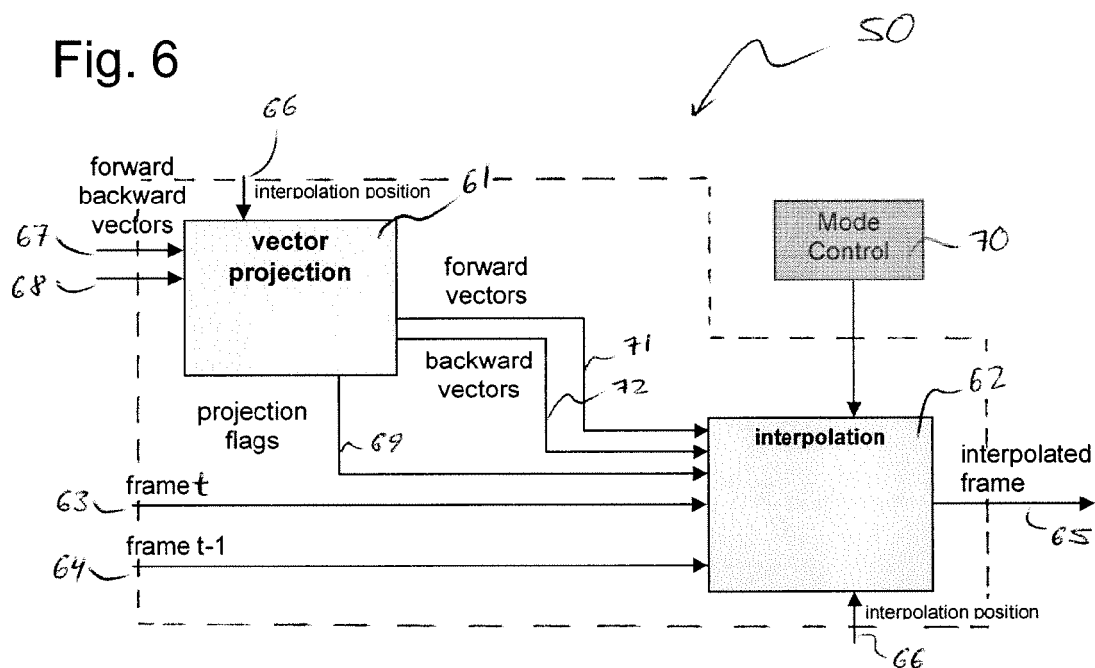 Fig. 6
50
66
forward
backward
vectors
interpolation position
61
67
68
vector
projection
Mode
Control
70
forward
vectors
backward
vectors
71
72
projection
flags
69
62
interpolation
interpolated
frame
65
63
frame t
64
frame t-1
interpolation position
66